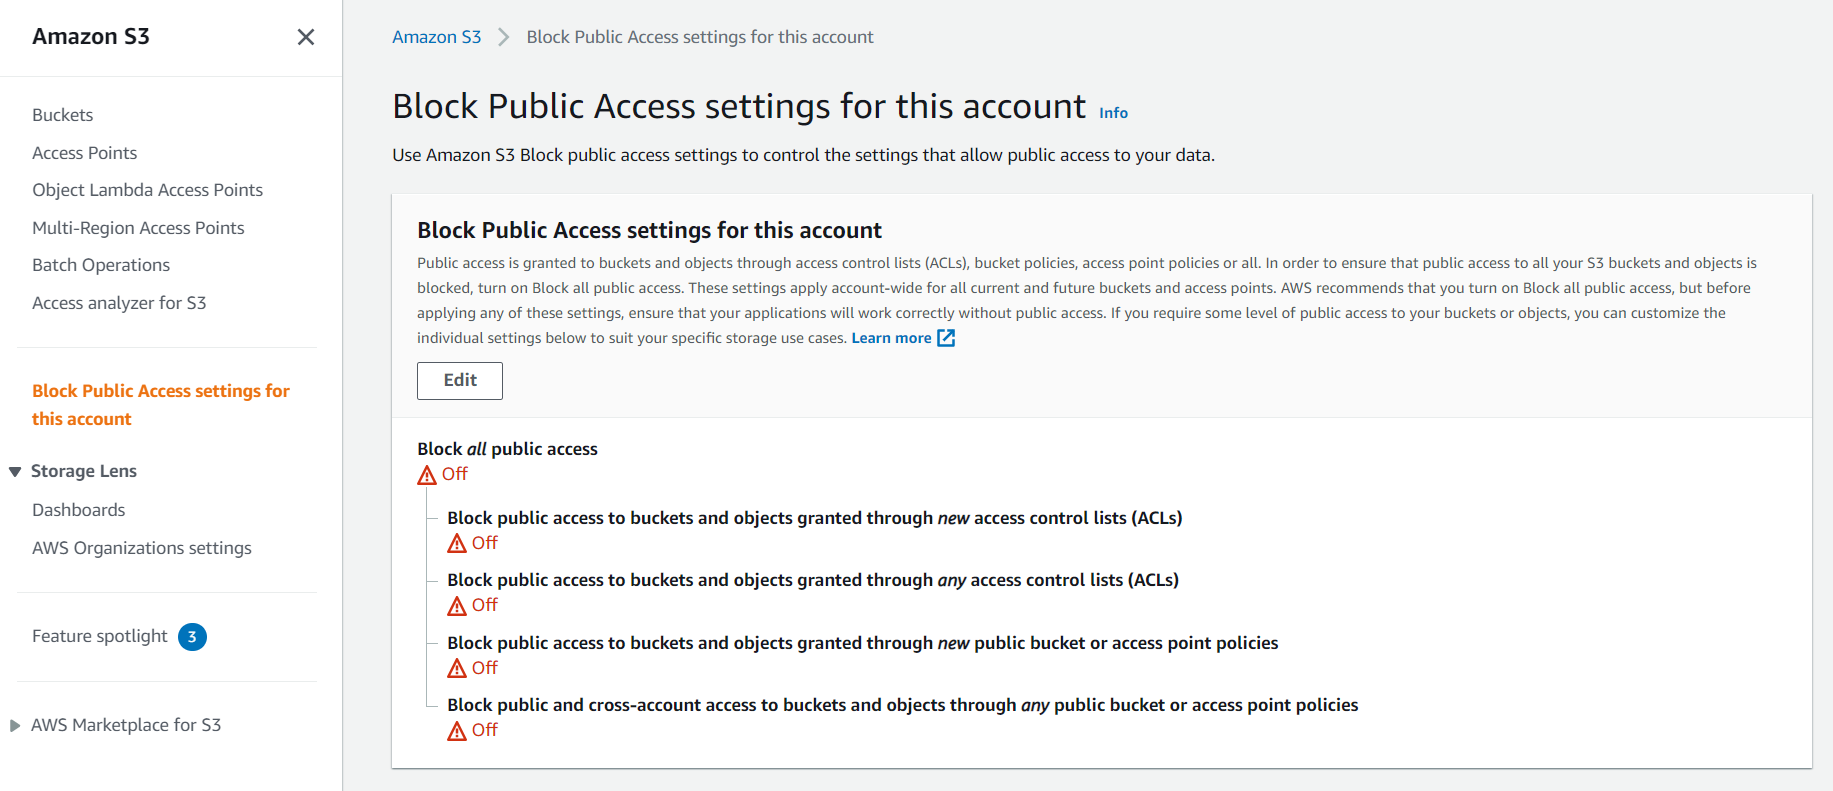 Amazon S3
Buckets
Access Points
Object Lambda Access Points
Multi-Region Access Points
Batch Operations
Access analyzer for S3
Block Public Access settings for
this account
Storage Lens
Dashboards
AWS Organizations settings
Feature spotlight 3
AWS Marketplace for S3
Amazon S3 > Block Public Access settings for this account
Block Public Access settings for this account Info
Use Amazon S3 Block public access settings to control the settings that allow public access to your data.
Block Public Access settings for this account
Public access is granted to buckets and objects through access control lists (ACLs), bucket policies, access point policies or all. In order to ensure that public access to all your S3 buckets and objects is
blocked, turn on Block all public access. These settings apply account-wide for all current and future buckets and access points. AWS recommends that you turn on Block all public access, but before
applying any of these settings, ensure that your applications will work correctly without public access. If you require some level of public access to your buckets or objects, you can customize the
individual settings below to suit your specific storage use cases. Learn more
Edit
Block all public access
Off
Block public access to buckets and objects granted through new access control lists (ACLs)
Off
Block public access to buckets and objects granted through any access control lists (ACLs)
Off
Block public access to buckets and objects granted through new public bucket or access point policies
Off
Block public and cross-account access to buckets and objects through any public bucket or access point policies
Off